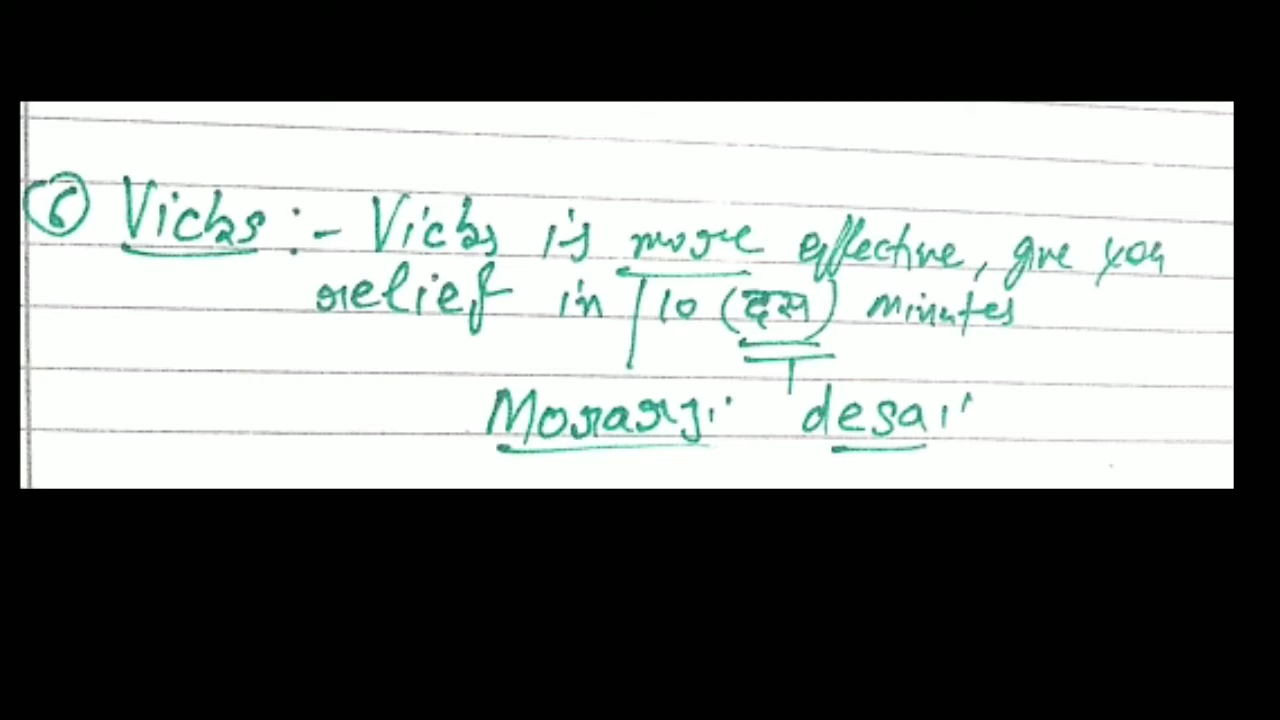 6 Vicks :- Vicks is more effective, give you
relief in 10 (दस) minutes
Morarji desai